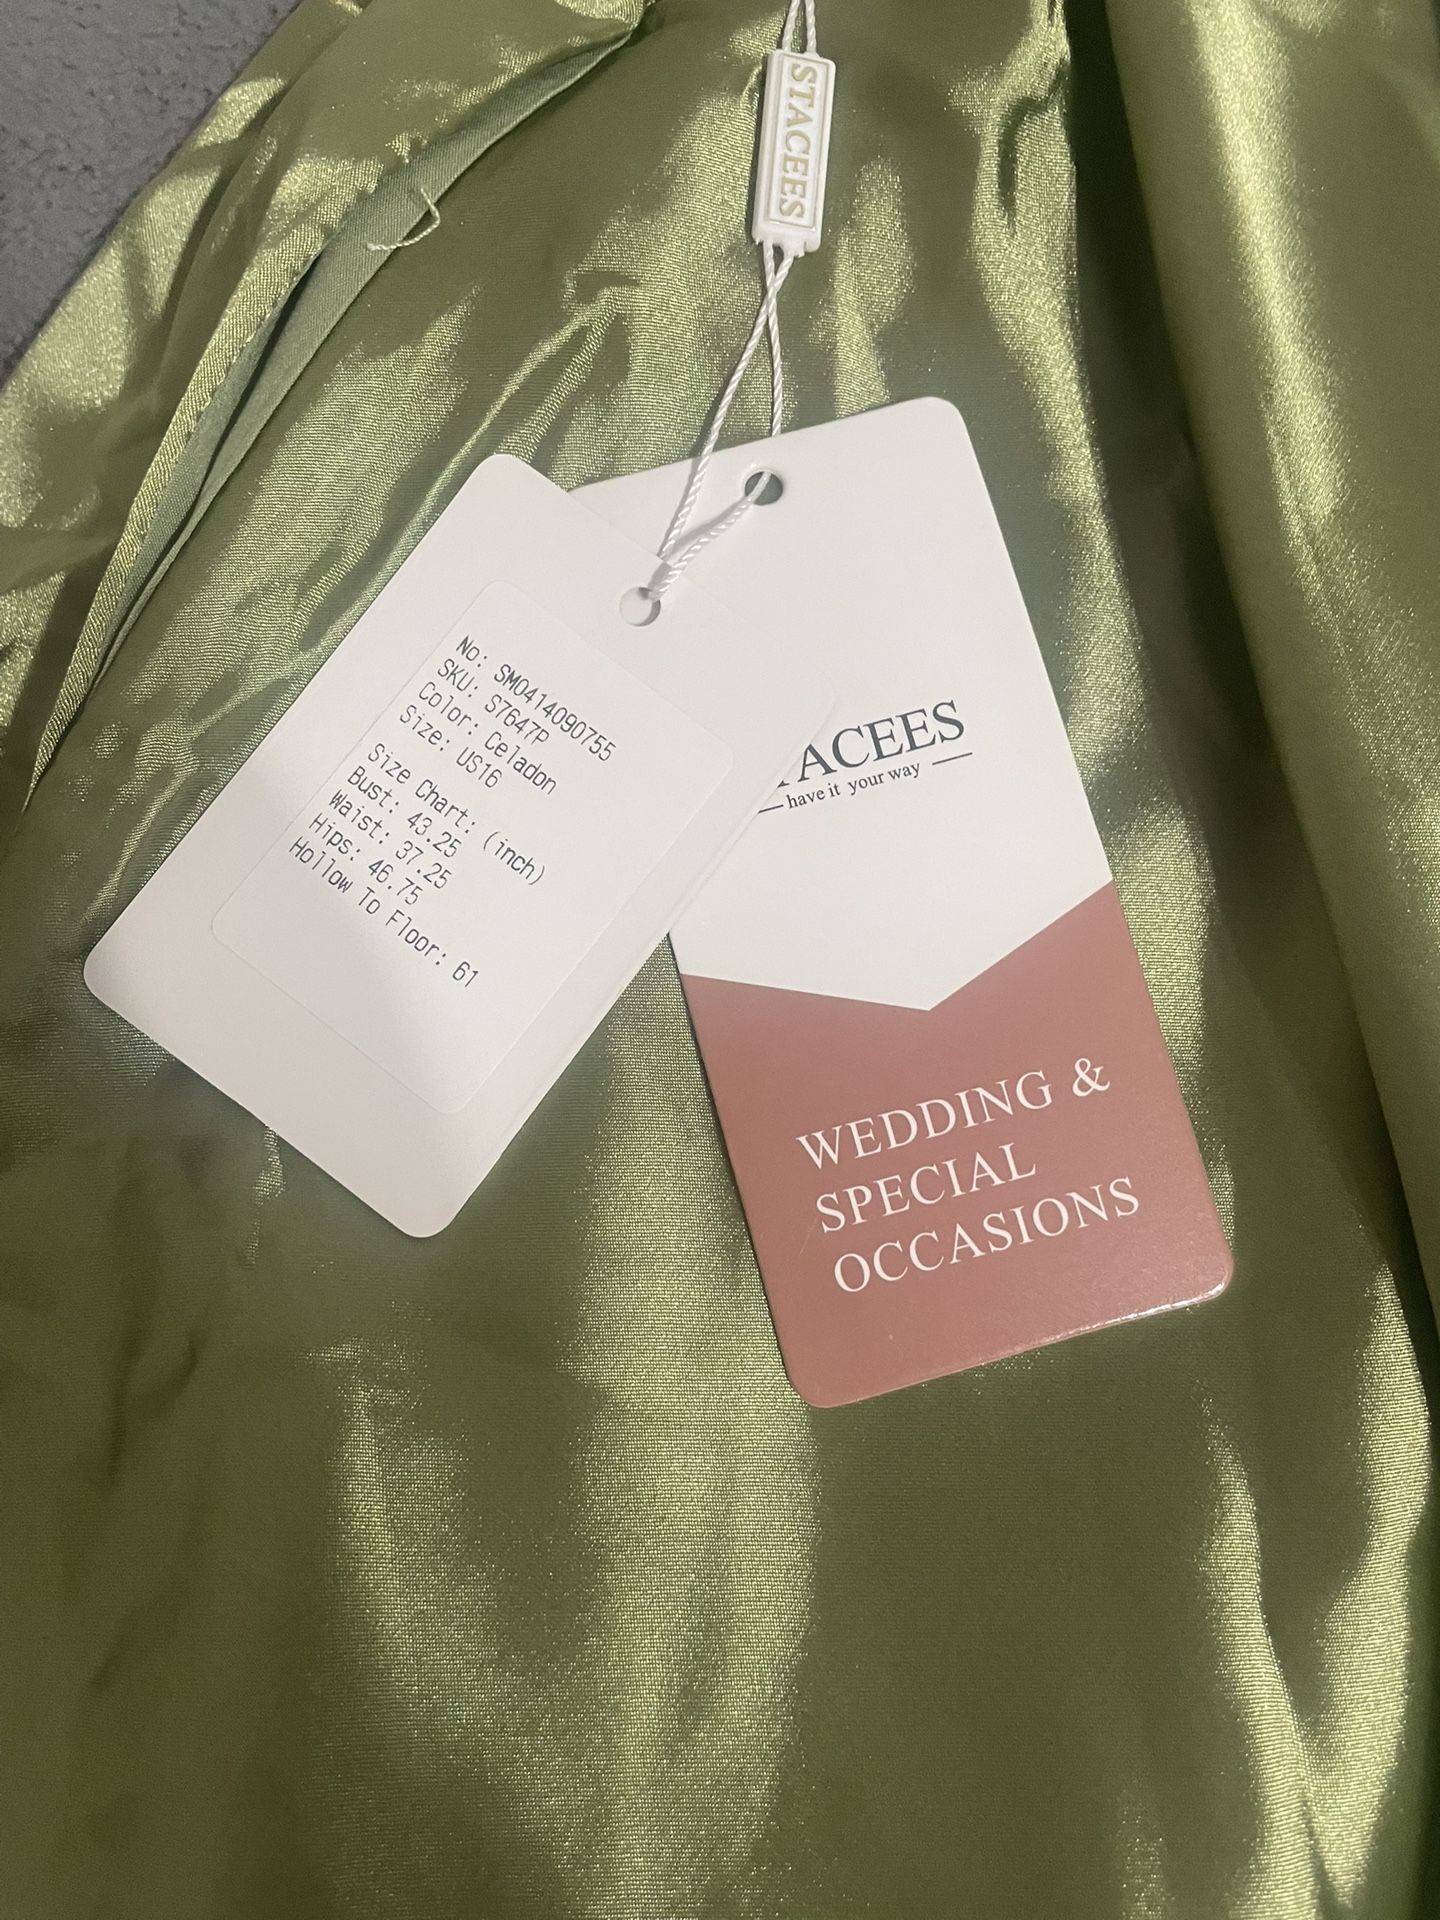 STACEES
No: SM0414090755
SKU: S7647P
Color: Celadon
Size: US16
Size Chart: (inch)
Bust: 43.25
Waist: 37.25
Hips: 46.75
Hollow To Floor: 61
TACEES
have it your way
WEDDING &
SPECIAL
OCCASIONS